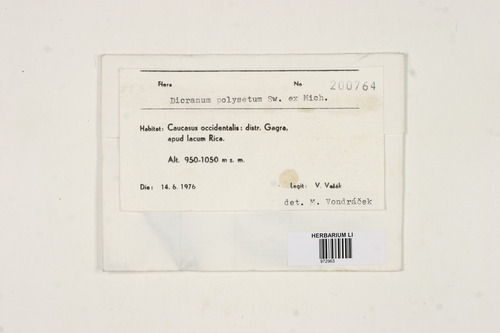 Flora No 200764
Dicranum polysetum Sw. ex Mich.
Habitat: Caucasus occidentalis: distr. Gagra,
apud lacum Rica.
Alt. 950-1050 m s. m.
Die: 14. 6. 1976 Legit: V. Vašák
det. M. Vondráček
HERBARIUM LI
972963